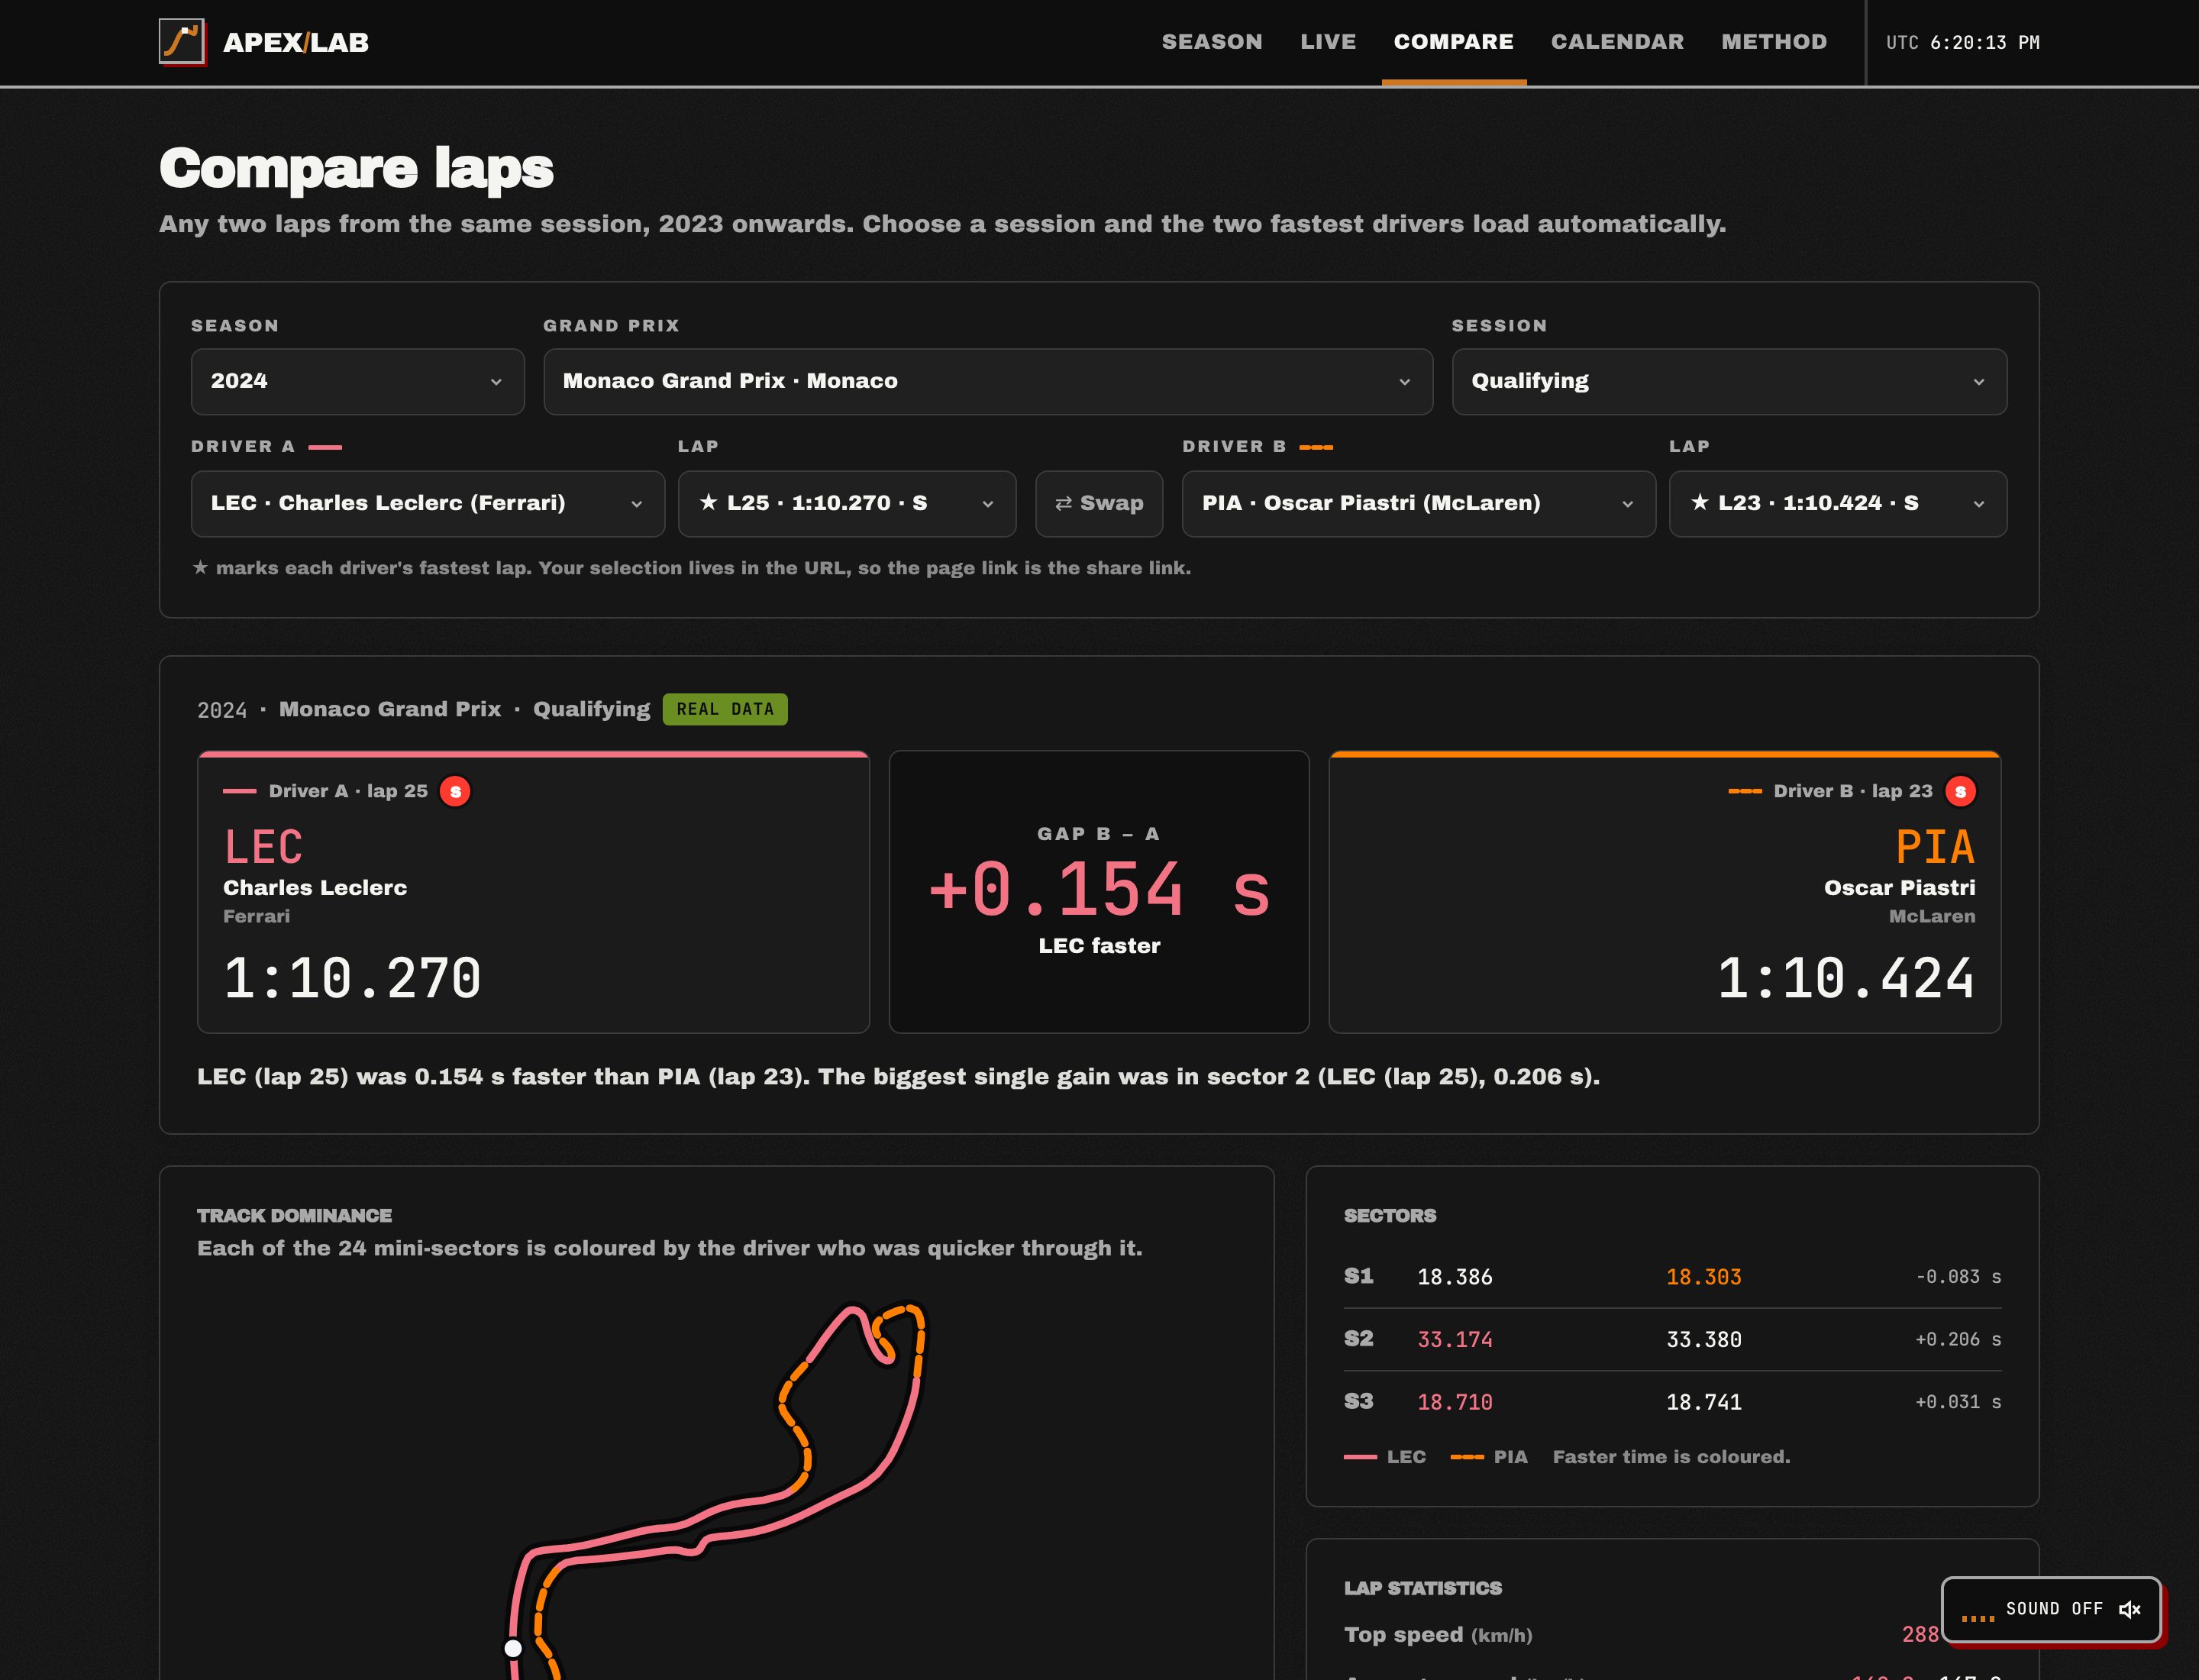 APEX/LAB
SEASON LIVE COMPARE CALENDAR METHOD UTC 6:20:13 PM
Compare laps
Any two laps from the same session, 2023 onwards. Choose a session and the two fastest drivers load automatically.
SEASON GRAND PRIX SESSION
2024 Monaco Grand Prix · Monaco Qualifying
DRIVER A LAP DRIVER B LAP
LEC · Charles Leclerc (Ferrari) ★ L25 · 1:10.270 · S ⇄ Swap PIA · Oscar Piastri (McLaren) ★ L23 · 1:10.424 · S
★ marks each driver's fastest lap. Your selection lives in the URL, so the page link is the share link.
2024 · Monaco Grand Prix · Qualifying REAL DATA
Driver A · lap 25 S
LEC
Charles Leclerc
Ferrari
1:10.270
GAP B – A
+0.154 s
LEC faster
Driver B · lap 23 S
PIA
Oscar Piastri
McLaren
1:10.424
LEC (lap 25) was 0.154 s faster than PIA (lap 23). The biggest single gain was in sector 2 (LEC (lap 25), 0.206 s).
TRACK DOMINANCE
Each of the 24 mini-sectors is coloured by the driver who was quicker through it.
SECTORS
S1 18.386 18.303 -0.083 s
S2 33.174 33.380 +0.206 s
S3 18.710 18.741 +0.031 s
LEC PIA Faster time is coloured.
LAP STATISTICS
Top speed (km/h) 288
SOUND OFF